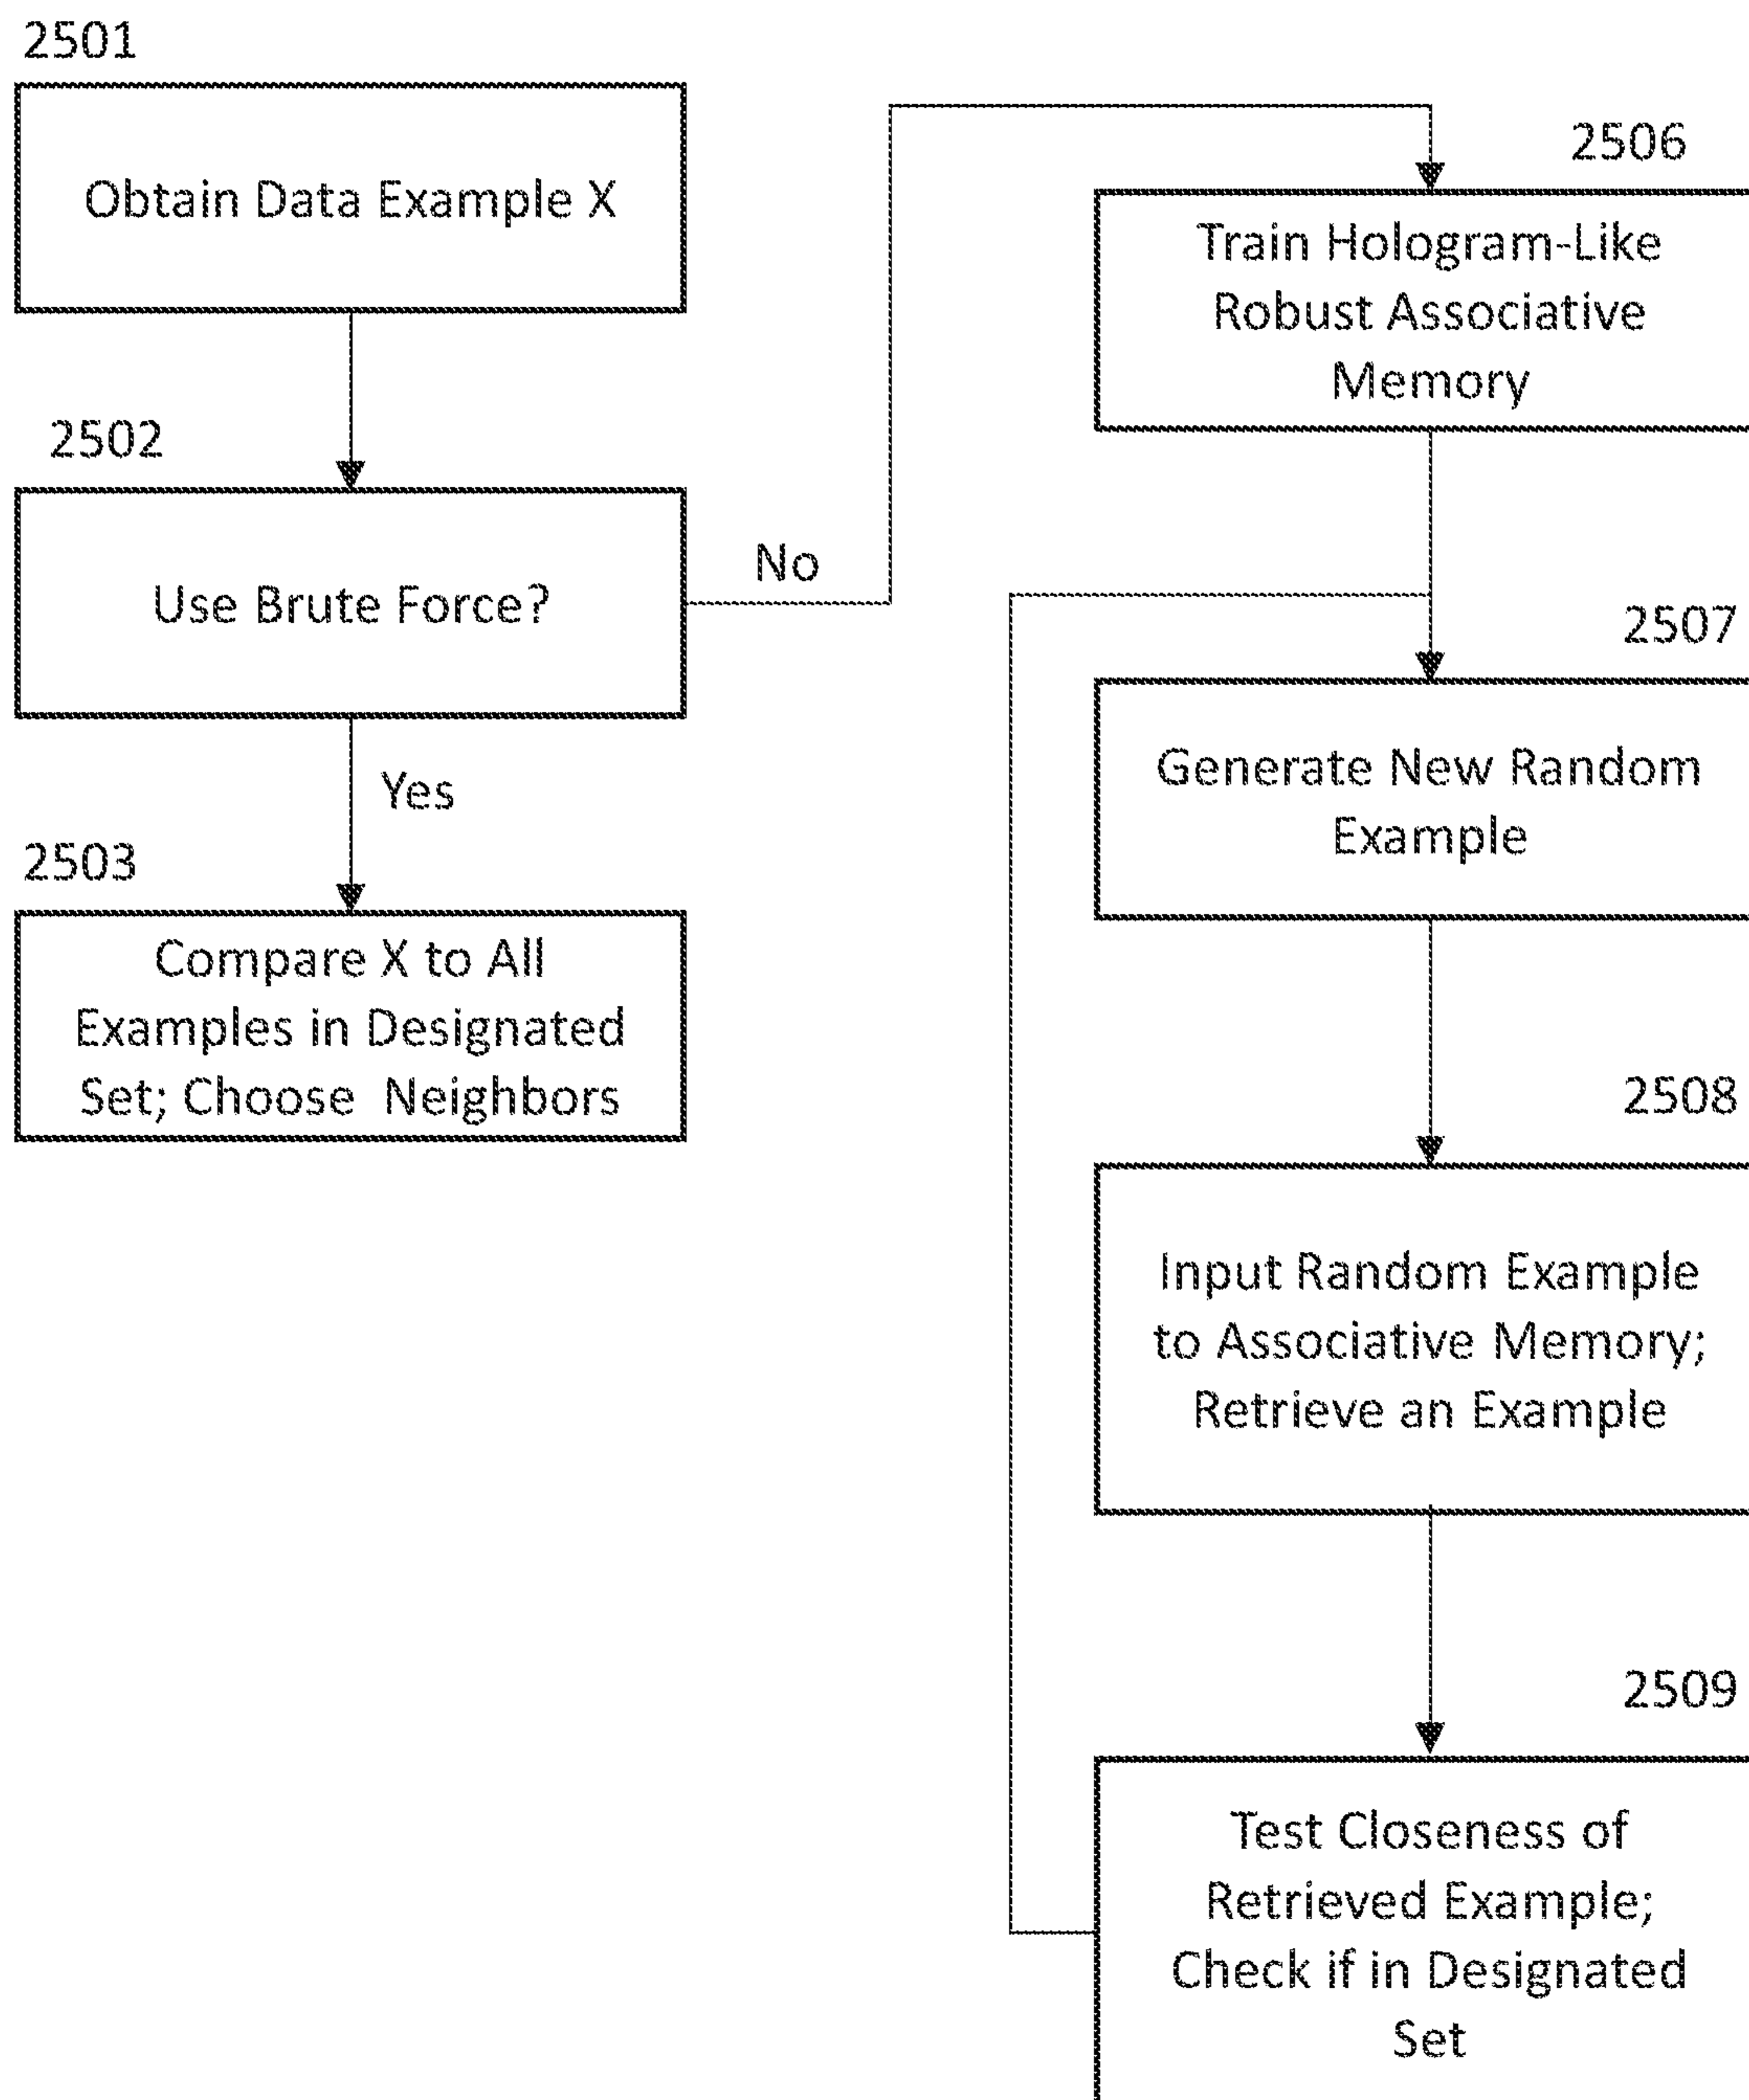 2501
Obtain Data Example X
2502
Use Brute Force?
No
Yes
2503
Compare X to All
Examples in Designated
Set; Choose Neighbors
2506
Train Hologram-Like
Robust Associative
Memory
2507
Generate New Random
Example
2508
Input Random Example
to Associative Memory;
Retrieve an Example
2509
Test Closeness of
Retrieved Example;
Check if in Designated
Set